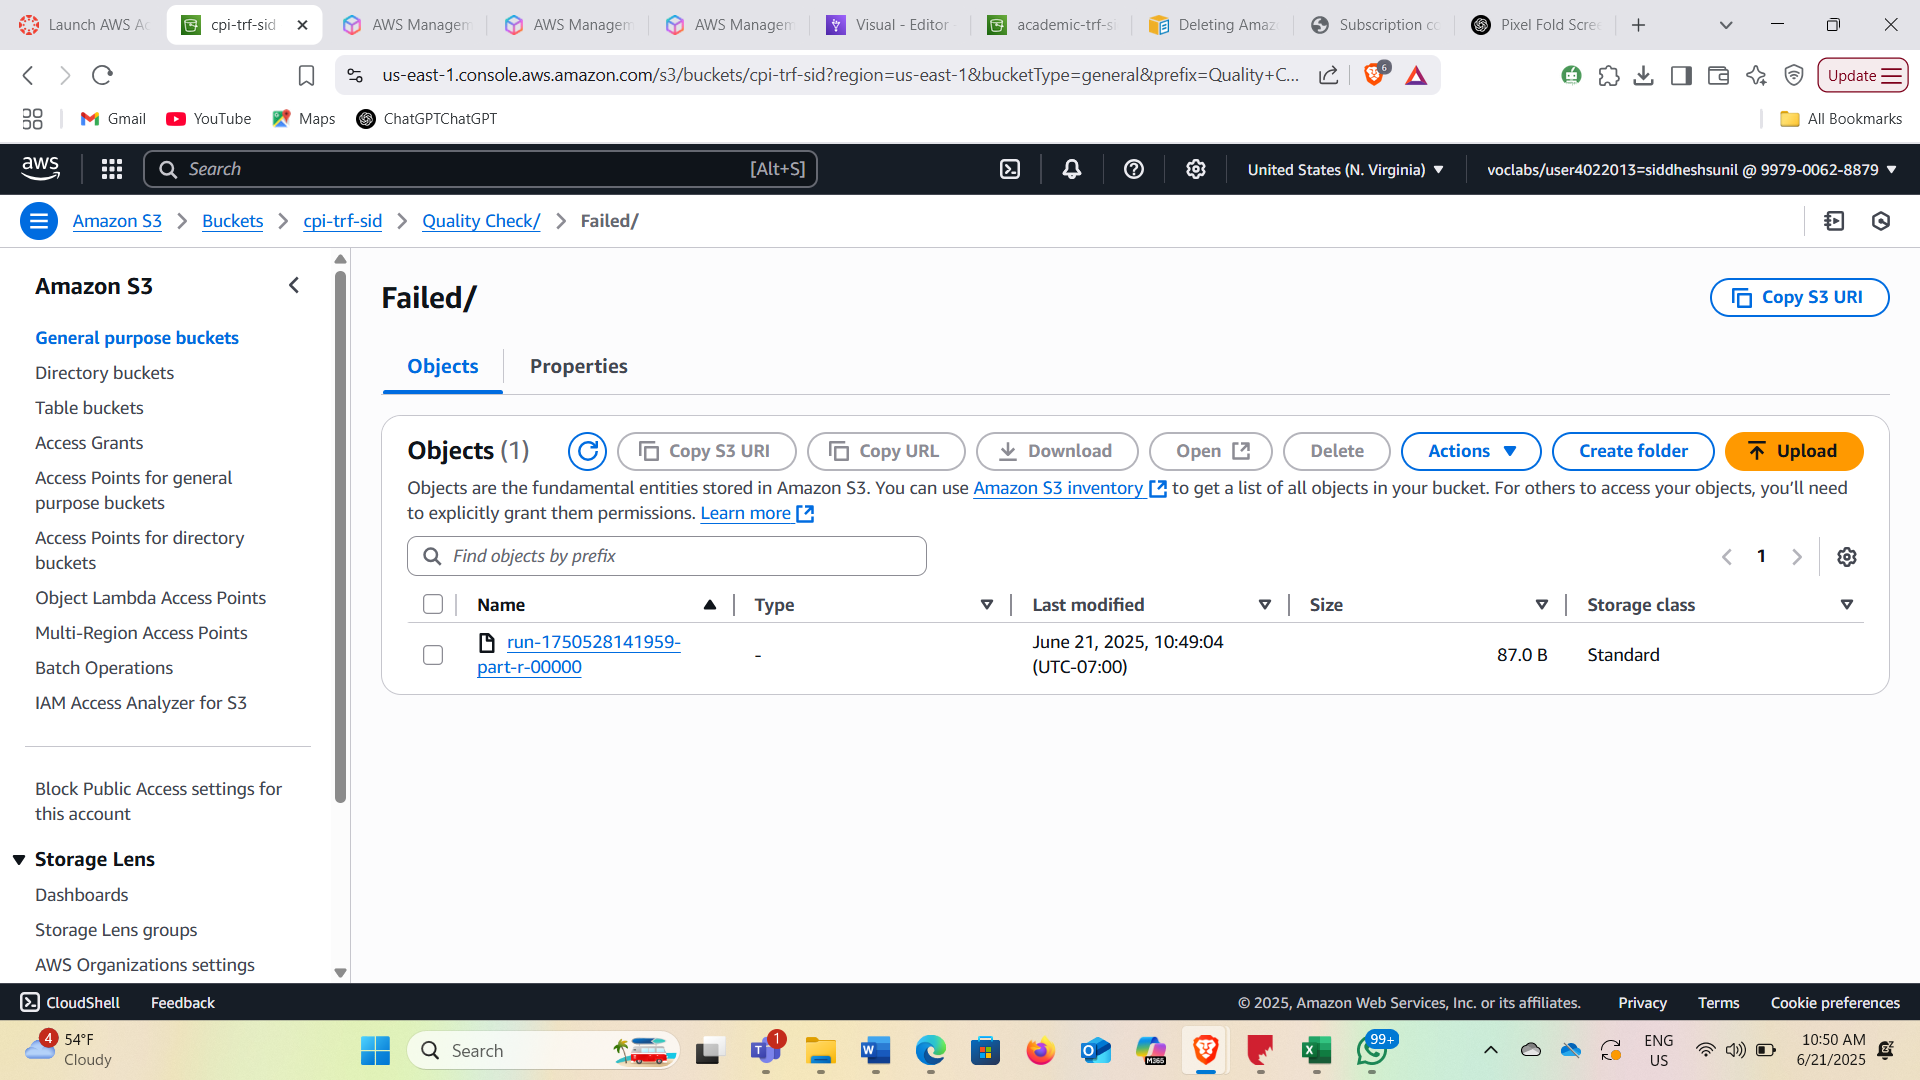 Launch AWS Ac
cpi-trf-sid
AWS Managem
AWS Managem
AWS Managem
Visual - Editor -
academic-trf-si
Deleting Amaz
Subscription co
Pixel Fold Scre
us-east-1.console.aws.amazon.com/s3/buckets/cpi-trf-sid?region=us-east-1&bucketType=general&prefix=Quality+C...
6
Update
Gmail
YouTube
Maps
ChatGPTChatGPT
All Bookmarks
aws
Search
[Alt+S]
United States (N. Virginia)
voclabs/user4022013=siddheshsunil @ 9979-0062-8879
Amazon S3
Buckets
cpi-trf-sid
Quality Check/
Failed/
Amazon S3
General purpose buckets
Directory buckets
Table buckets
Access Grants
Access Points for general
purpose buckets
Access Points for directory
buckets
Object Lambda Access Points
Multi-Region Access Points
Batch Operations
IAM Access Analyzer for S3
Block Public Access settings for
this account
Storage Lens
Dashboards
Storage Lens groups
AWS Organizations settings
Failed/
Copy S3 URI
Objects
Properties
Objects (1)
Copy S3 URI
Copy URL
Download
Open
Delete
Actions
Create folder
Upload
Objects are the fundamental entities stored in Amazon S3. You can use Amazon S3 inventory to get a list of all objects in your bucket. For others to access your objects, you'll need
to explicitly grant them permissions. Learn more
Find objects by prefix
1
Name
Type
Last modified
Size
Storage class
run-1750528141959-
part-r-00000
-
June 21, 2025, 10:49:04
(UTC-07:00)
87.0 B
Standard
CloudShell
Feedback
© 2025, Amazon Web Services, Inc. or its affiliates.
Privacy
Terms
Cookie preferences
4
54°F
Cloudy
Search
1
M365
99+
ENG
US
10:50 AM
6/21/2025